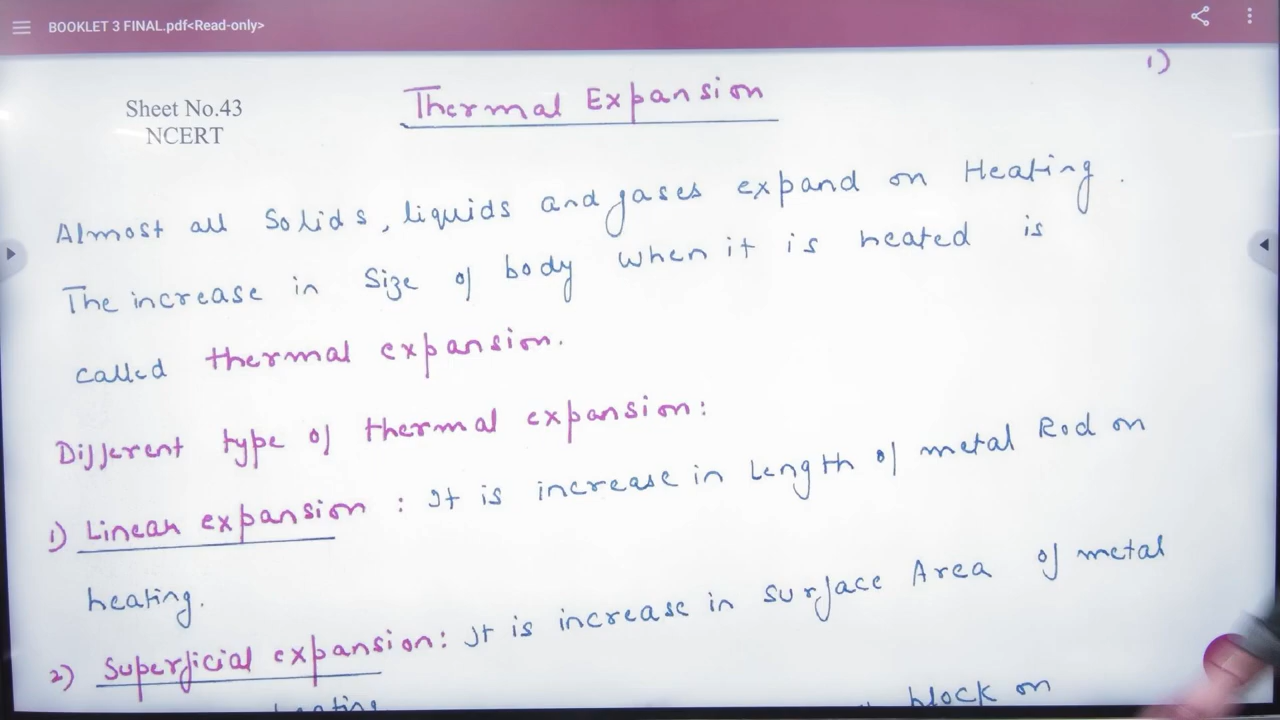 BOOKLET 3 FINAL.pdf<Read-only>
1)
Sheet No.43
NCERT
Thermal Expansion
Almost all Solids, liquids and gases expand on Heating.
The increase in Size of body when it is heated is
called thermal expansion.
Different type of thermal expansion:
1) Linear expansion : It is increase in Length of metal Rod on
heating.
2) Superficial expansion: It is increase in surface Area of metal
heating
block on